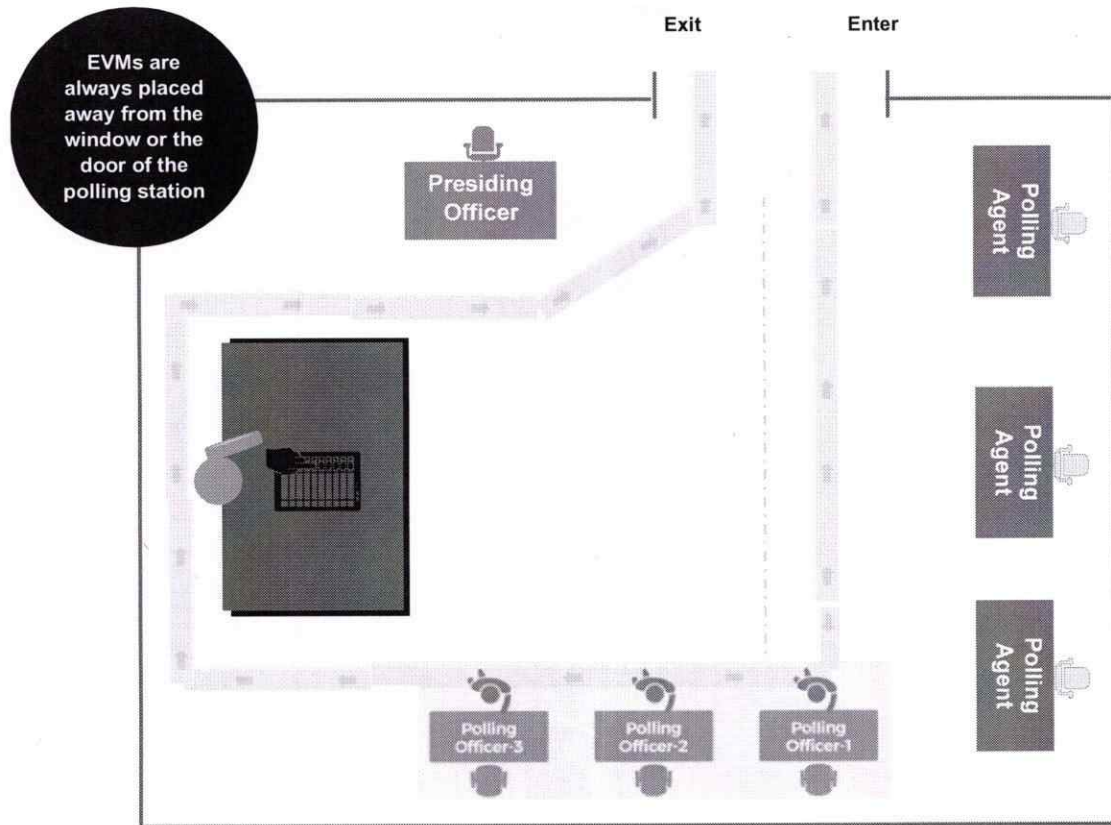 Exit
Enter
EVMs are
always placed
away from the
window or the
door of the
polling station
Presiding
Officer
Polling
Agent
Polling
Agent
Polling
Agent
Polling
Officer-3
Polling
Officer-2
Polling
Officer-1